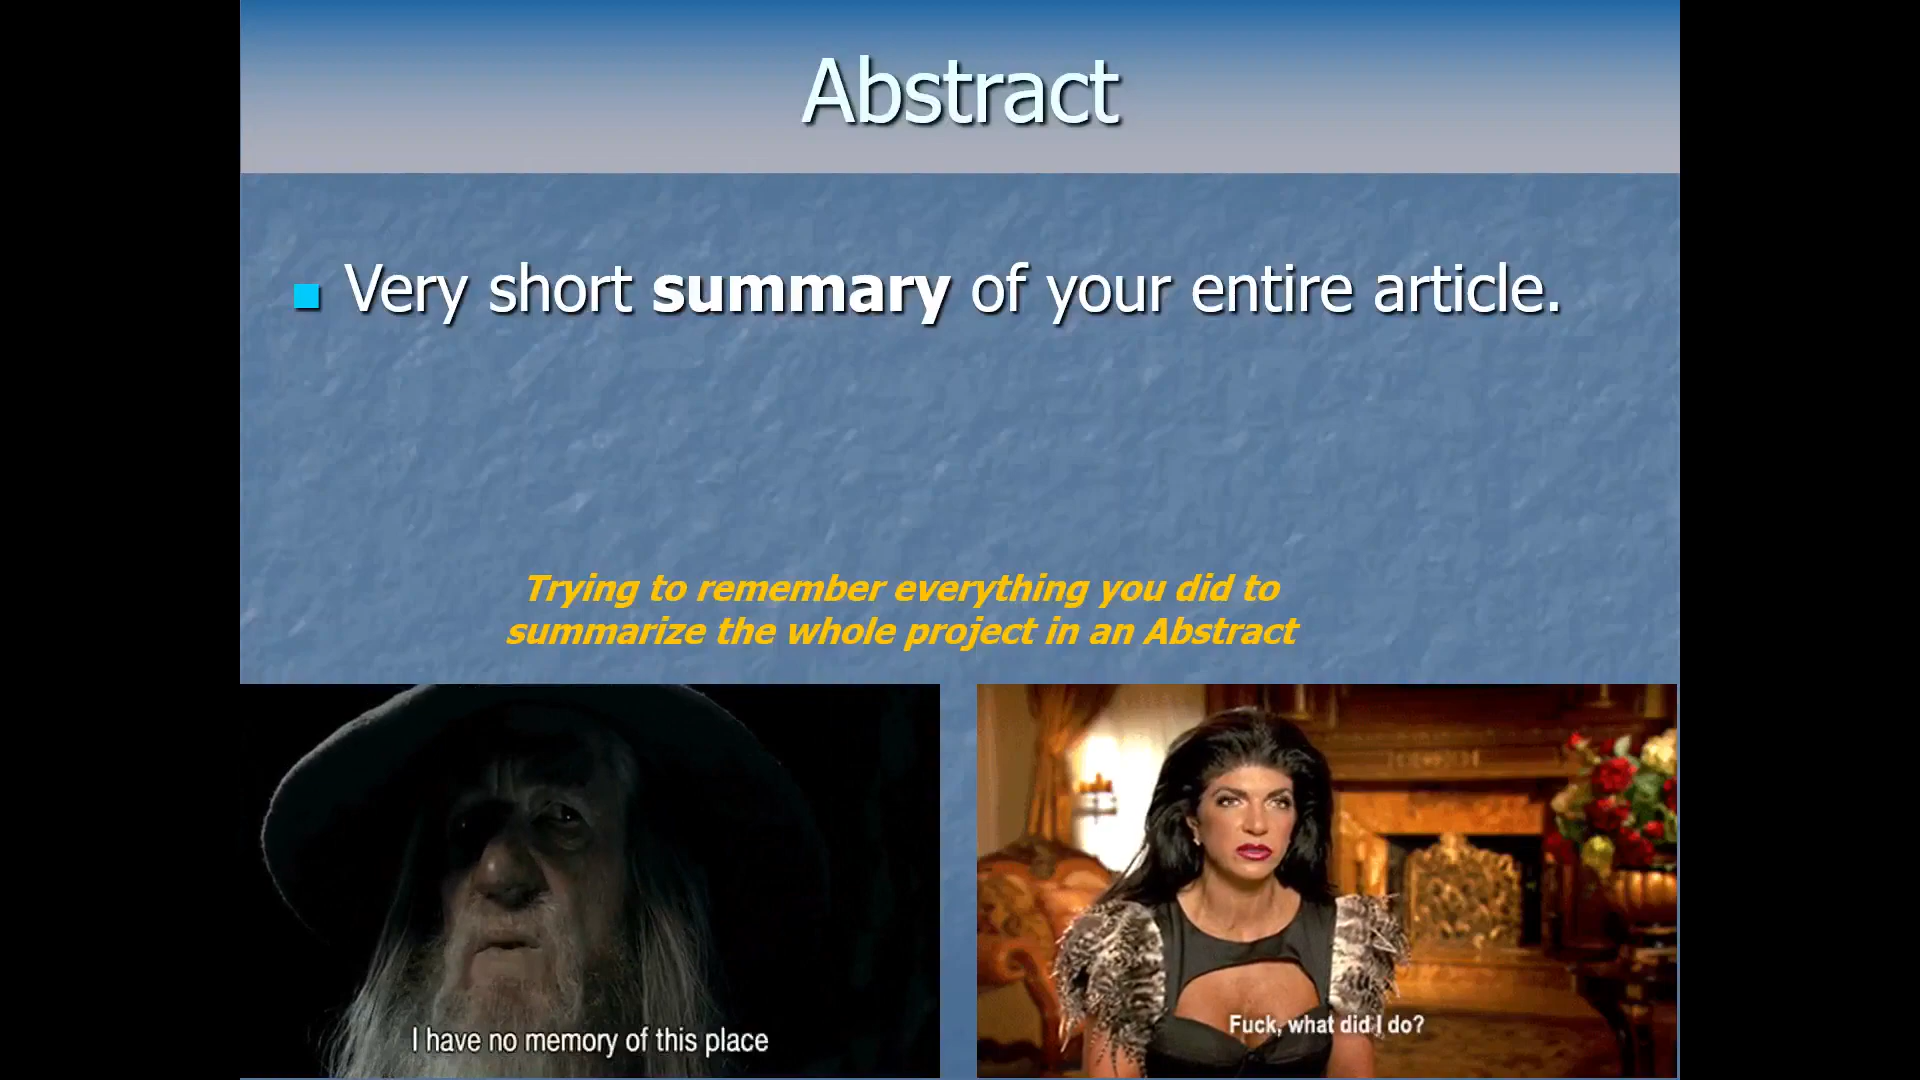 Abstract
Very short summary of your entire article.
Trying to remember everything you did to
summarize the whole project in an Abstract
I have no memory of this place
Fuck, what did I do?